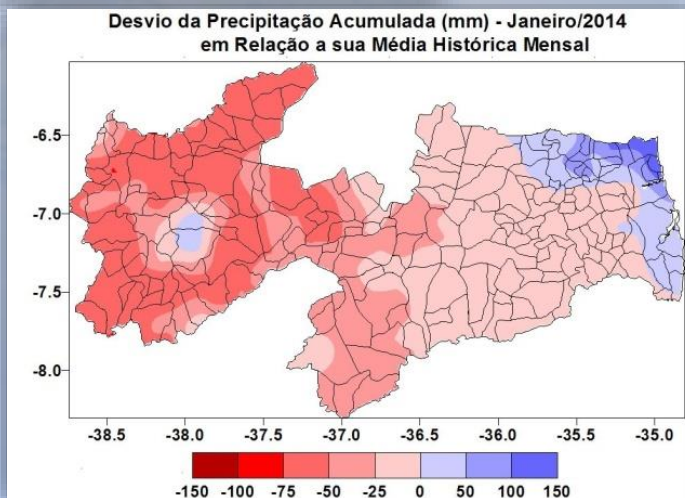 Desvio da Precipitação Acumulada (mm) - Janeiro/2014
em Relação a sua Média Histórica Mensal
-6.5
-7.0
-7.5
-8.0
-38.5 -38.0 -37.5 -37.0 -36.5 -36.0 -35.5 -35.0
-150 -100 -75 -50 -25 0 50 100 150